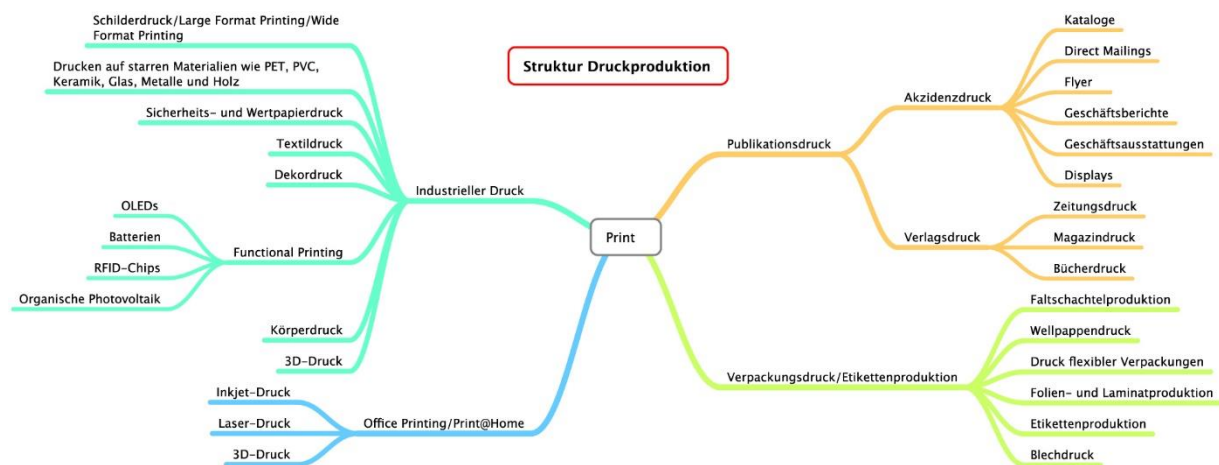 Struktur Druckproduktion
Print
Industrieller Druck
Schilderdruck/Large Format Printing/Wide
Format Printing
Drucken auf starren Materialien wie PET, PVC,
Keramik, Glas, Metalle und Holz
Sicherheits- und Wertpapierdruck
Textildruck
Dekordruck
Functional Printing
OLEDs
Batterien
RFID-Chips
Organische Photovoltaik
Körperdruck
3D-Druck
Office Printing/Print@Home
Inkjet-Druck
Laser-Druck
3D-Druck
Publikationsdruck
Akzidenzdruck
Kataloge
Direct Mailings
Flyer
Geschäftsberichte
Geschäftsausstattungen
Displays
Verlagsdruck
Zeitungsdruck
Magazindruck
Bücherdruck
Verpackungsdruck/Etikettenproduktion
Faltschachtelproduktion
Wellpappendruck
Druck flexibler Verpackungen
Folien- und Laminatproduktion
Etikettenproduktion
Blechdruck